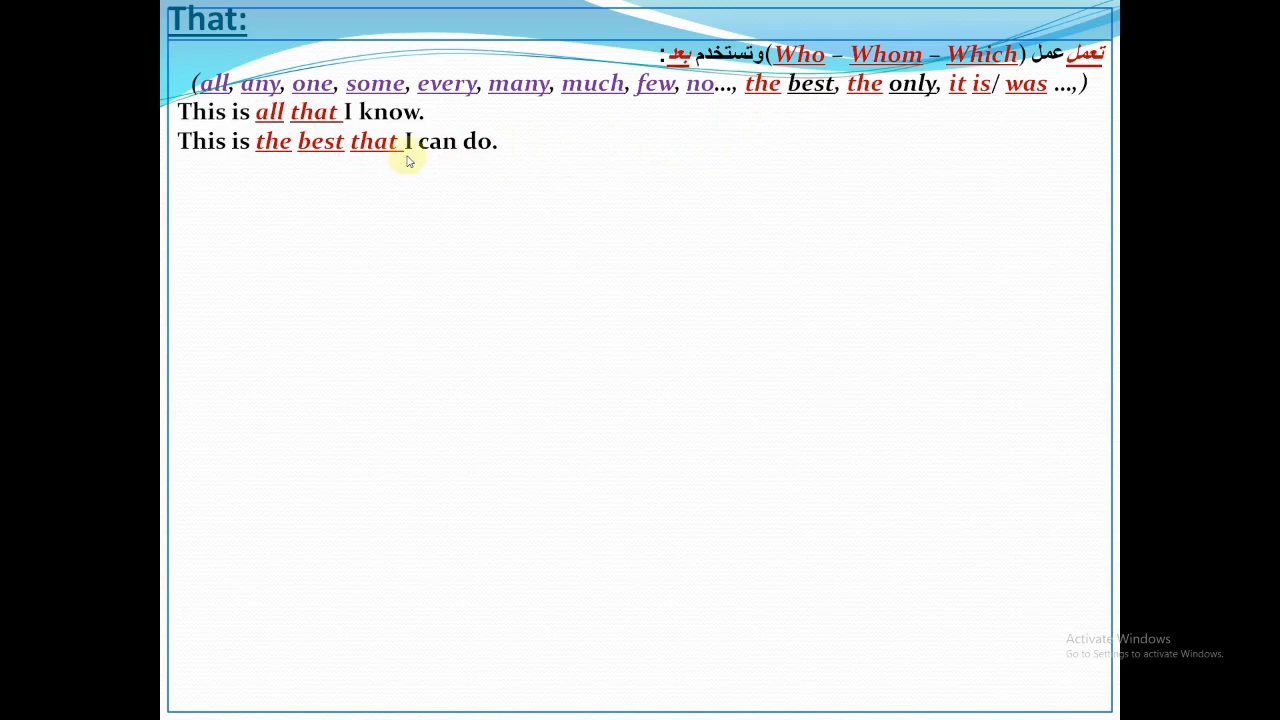 That:
تعمل عمل (Who – Whom – Which) وتستخدم بعد :
(all, any, one, some, every, many, much, few, no..., the best, the only, it is/ was ...,)
This is all that I know.
This is the best that I can do.
Activate Windows
Go to Settings to activate Windows.